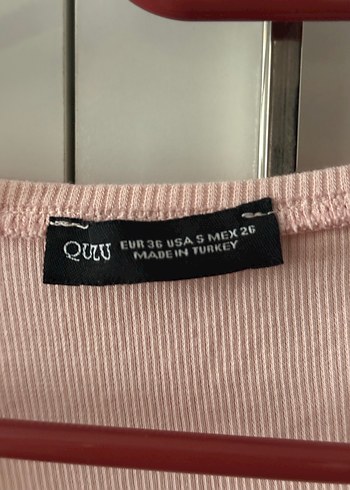 QUU
EUR 36 USA S MEX 26
MADE IN TURKEY